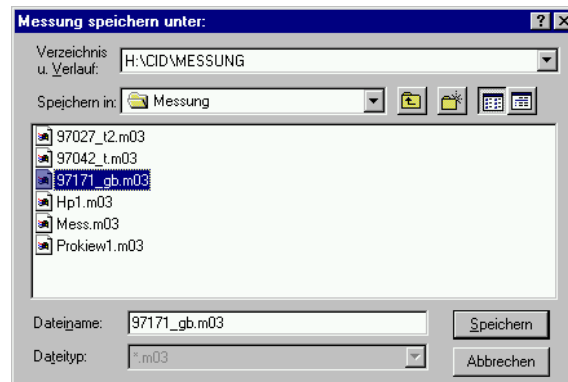 Messung speichern unter:
Verzeichnis
u. Verlauf:
H:\CID\MESSUNG
Speichern in:
Messung
97027_t2.m03
97042_t.m03
97171_gb.m03
Hp1.m03
Mess.m03
Prokiew1.m03
Dateiname:
97171_gb.m03
Speichern
Dateityp:
*.m03
Abbrechen